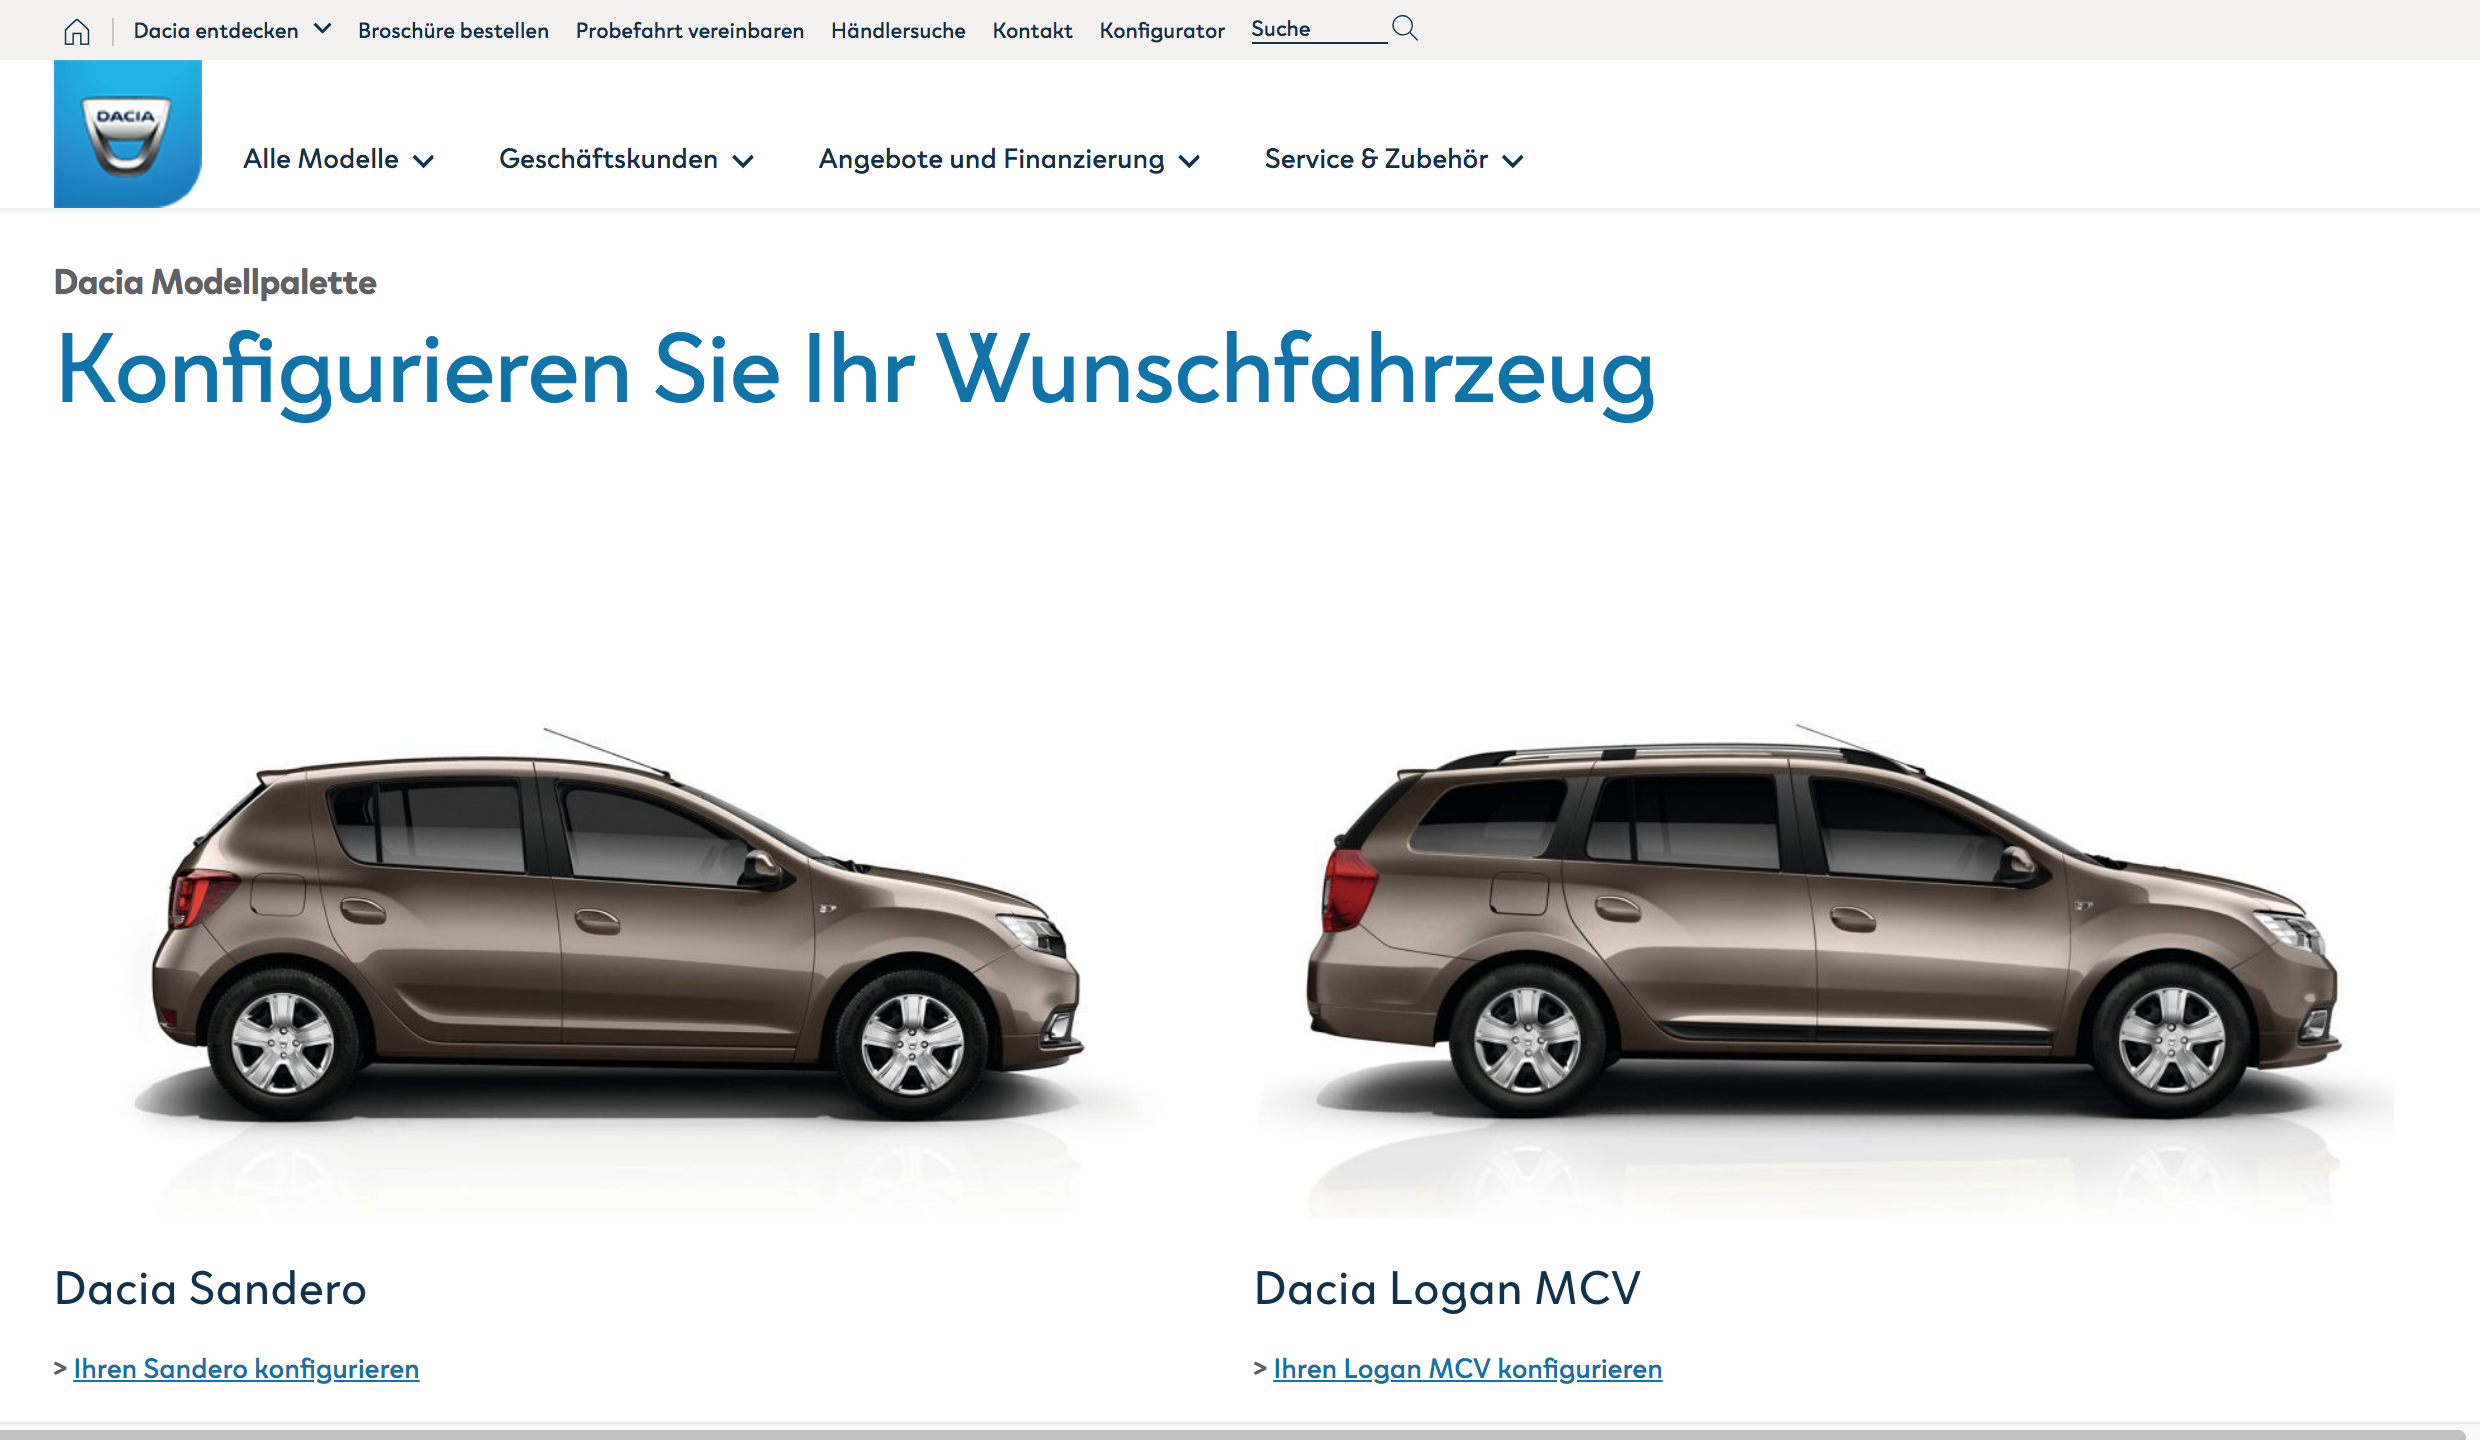 Dacia entdecken Broschüre bestellen Probefahrt vereinbaren Händlersuche Kontakt Konfigurator Suche
DACIA
Alle Modelle Geschäftskunden Angebote und Finanzierung Service & Zubehör
Dacia Modellpalette
Konfigurieren Sie Ihr Wunschfahrzeug
Dacia Sandero
> Ihren Sandero konfigurieren
Dacia Logan MCV
> Ihren Logan MCV konfigurieren